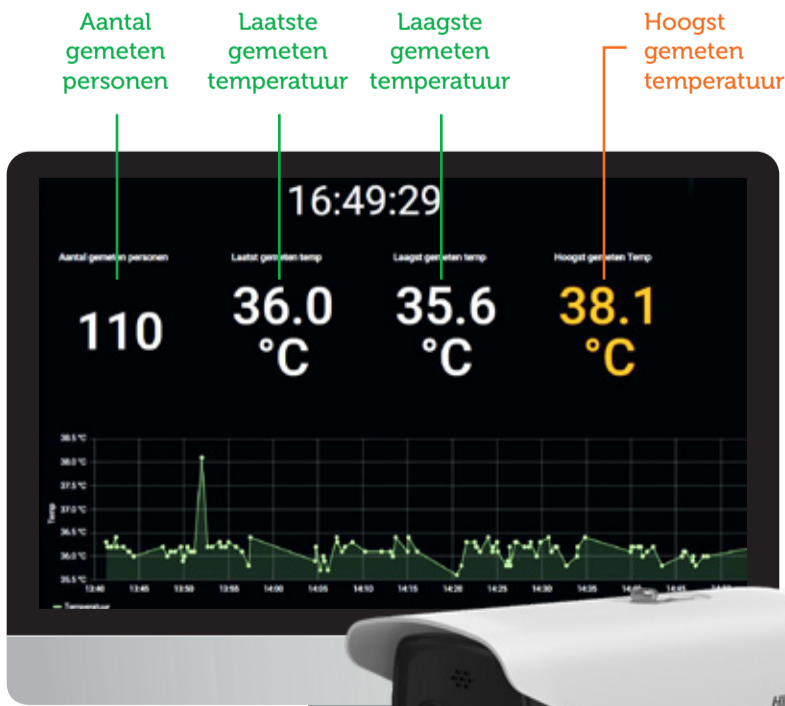 Aantal
gemeten
personen
Laatste
gemeten
temperatuur
Laagste
gemeten
temperatuur
Hoogst
gemeten
temperatuur
16:49:29
Aantal gemeten personen
Laatst gemeten temp
Laagst gemeten temp
Hoogst gemeten Temp
110
36.0
°C
35.6
°C
38.1
°C
38.5 °C
38.0 °C
37.5 °C
37.0 °C
36.5 °C
36.0 °C
35.5 °C
Temp
13:40 13:45 13:50 13:55 14:00 14:05 14:10 14:15 14:20 14:25 14:30 14:35 14:40 14:45
Temperatuur